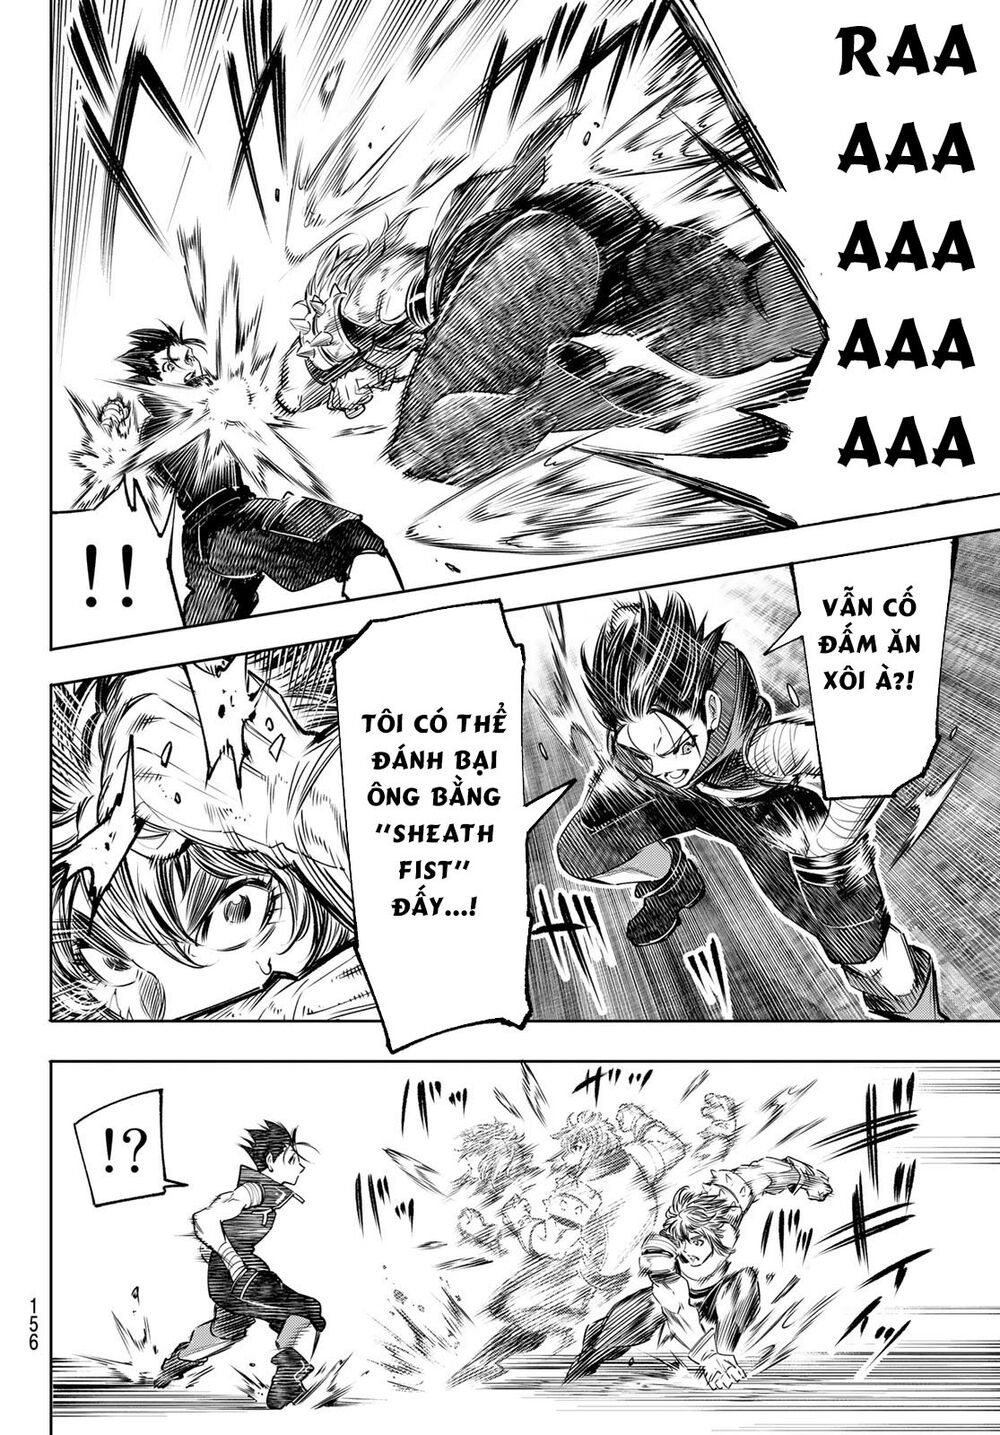 RAA
AAA
AAA
AAA
AAA
!!
VẪN CỐ
ĐẤM ĂN
XÔI À?!
TÔI CÓ THỂ
ĐÁNH BẠI
ÔNG BẰNG
"SHEATH
FIST"
ĐẤY...!
!?
156